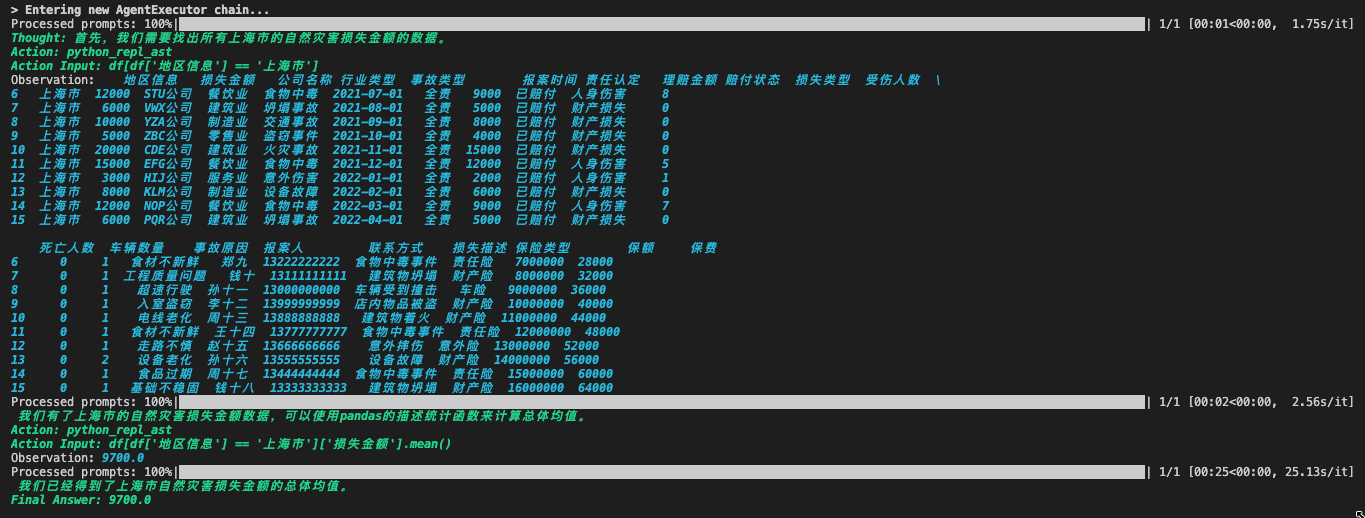 > Entering new AgentExecutor chain...
Processed prompts: 100%| | 1/1 [00:01<00:00, 1.75s/it]
Thought: 首先，我们需要找出所有上海市的自然灾害损失金额的数据。
Action: python_repl_ast
Action Input: df[df['地区信息'] == '上海市']
Observation: 地区信息 损失金额 公司名称 行业类型 事故类型 报案时间 责任认定 理赔金额 赔付状态 损失类型 受伤人数 \
6 上海市 12000 STU公司 餐饮业 食物中毒 2021-07-01 全责 9000 已赔付 人身伤害 8
7 上海市 6000 VWX公司 建筑业 坍塌事故 2021-08-01 全责 5000 已赔付 财产损失 0
8 上海市 10000 YZA公司 制造业 交通事故 2021-09-01 全责 8000 已赔付 财产损失 0
9 上海市 5000 ZBC公司 零售业 盗窃事件 2021-10-01 全责 4000 已赔付 财产损失 0
10 上海市 20000 CDE公司 建筑业 火灾事故 2021-11-01 全责 15000 已赔付 财产损失 0
11 上海市 15000 EFG公司 餐饮业 食物中毒 2021-12-01 全责 12000 已赔付 人身伤害 5
12 上海市 3000 HIJ公司 服务业 意外伤害 2022-01-01 全责 2000 已赔付 人身伤害 1
13 上海市 8000 KLM公司 制造业 设备故障 2022-02-01 全责 6000 已赔付 财产损失 0
14 上海市 12000 NOP公司 餐饮业 食物中毒 2022-03-01 全责 9000 已赔付 人身伤害 7
15 上海市 6000 PQR公司 建筑业 坍塌事故 2022-04-01 全责 5000 已赔付 财产损失 0
死亡人数 车辆数量 事故原因 报案人 联系方式 损失描述 保险类型 保额 保费
6 0 1 食材不新鲜 郑九 13222222222 食物中毒事件 责任险 7000000 28000
7 0 1 工程质量问题 钱十 13111111111 建筑物坍塌 财产险 8000000 32000
8 0 1 超速行驶 孙十一 13000000000 车辆受到撞击 车险 9000000 36000
9 0 1 入室盗窃 李十二 13999999999 店内物品被盗 财产险 10000000 40000
10 0 1 电线老化 周十三 13888888888 建筑物着火 财产险 11000000 44000
11 0 1 食材不新鲜 王十四 13777777777 食物中毒事件 责任险 12000000 48000
12 0 1 走路不慎 赵十五 13666666666 意外摔伤 意外险 13000000 52000
13 0 2 设备老化 孙十六 13555555555 设备故障 财产险 14000000 56000
14 0 1 食品过期 周十七 13444444444 食物中毒事件 责任险 15000000 60000
15 0 1 基础不稳固 钱十八 13333333333 建筑物坍塌 财产险 16000000 64000
Processed prompts: 100%| | 1/1 [00:02<00:00, 2.56s/it]
我们有了上海市的自然灾害损失金额数据，可以使用pandas的描述统计函数来计算总体均值。
Action: python_repl_ast
Action Input: df[df['地区信息'] == '上海市']['损失金额'].mean()
Observation: 9700.0
Processed prompts: 100%| | 1/1 [00:25<00:00, 25.13s/it]
我们已经得到了上海市自然灾害损失金额的总体均值。
Final Answer: 9700.0